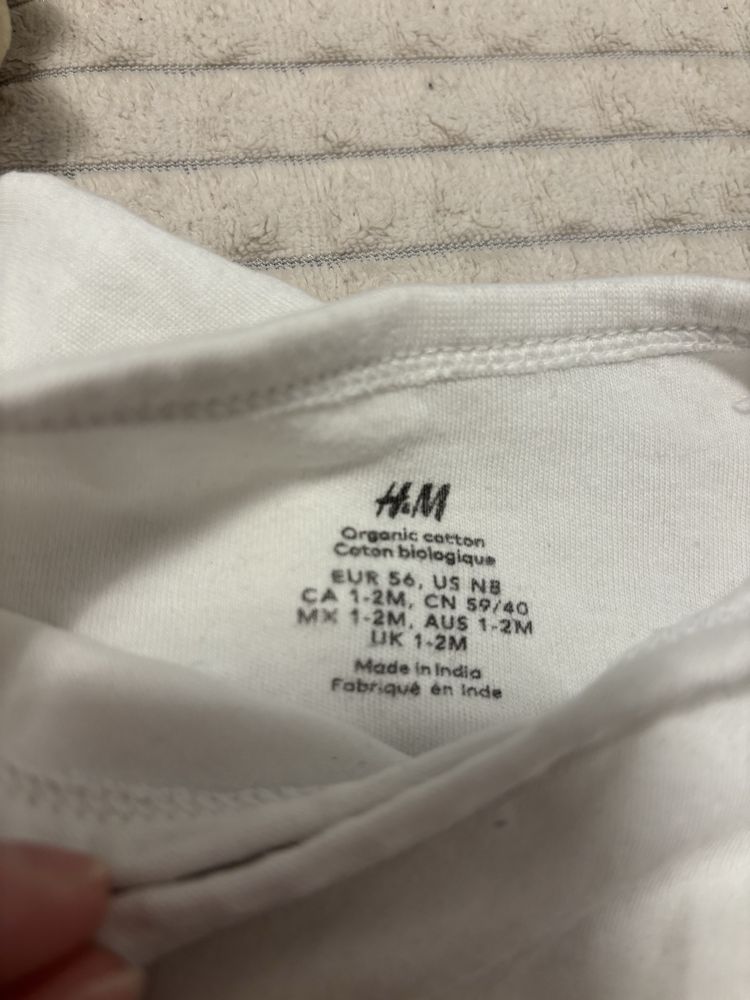 H&M
Organic cotton
Coton biologique
EUR 56, US NB
CA 1-2M, CN 59/40
MX 1-2M, AUS 1-2M
UK 1-2M
Made in India
Fabriqué en Inde